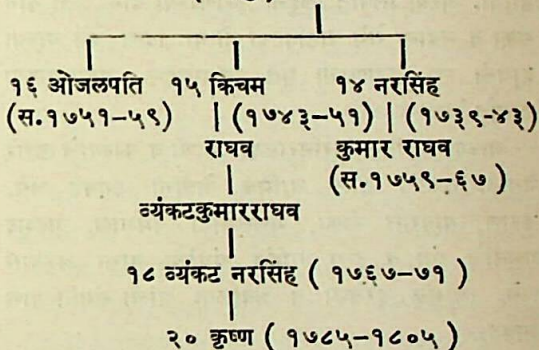 १६ ओजलपति १५ किचम १४ नरसिंह
(स.१७५१-५९) (१७४३-५१) (१७३९-४३)
राघव कुमार राघव
(स.१७५९-६७)
व्यंकटकुमारराघव
१८ व्यंकट नरसिंह ( १७६७-७१ )
२० कृष्ण ( १७८५-१८०५ )